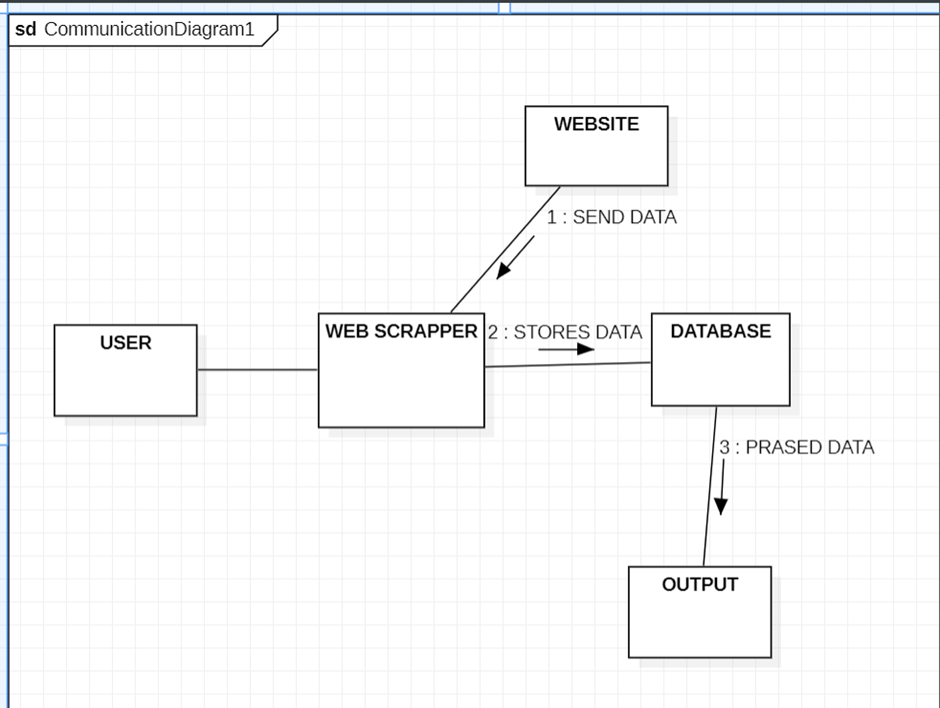 sd CommunicationDiagram1
WEBSITE
1 : SEND DATA
USER
WEB SCRAPPER
2 : STORES DATA
DATABASE
3 : PRASED DATA
OUTPUT